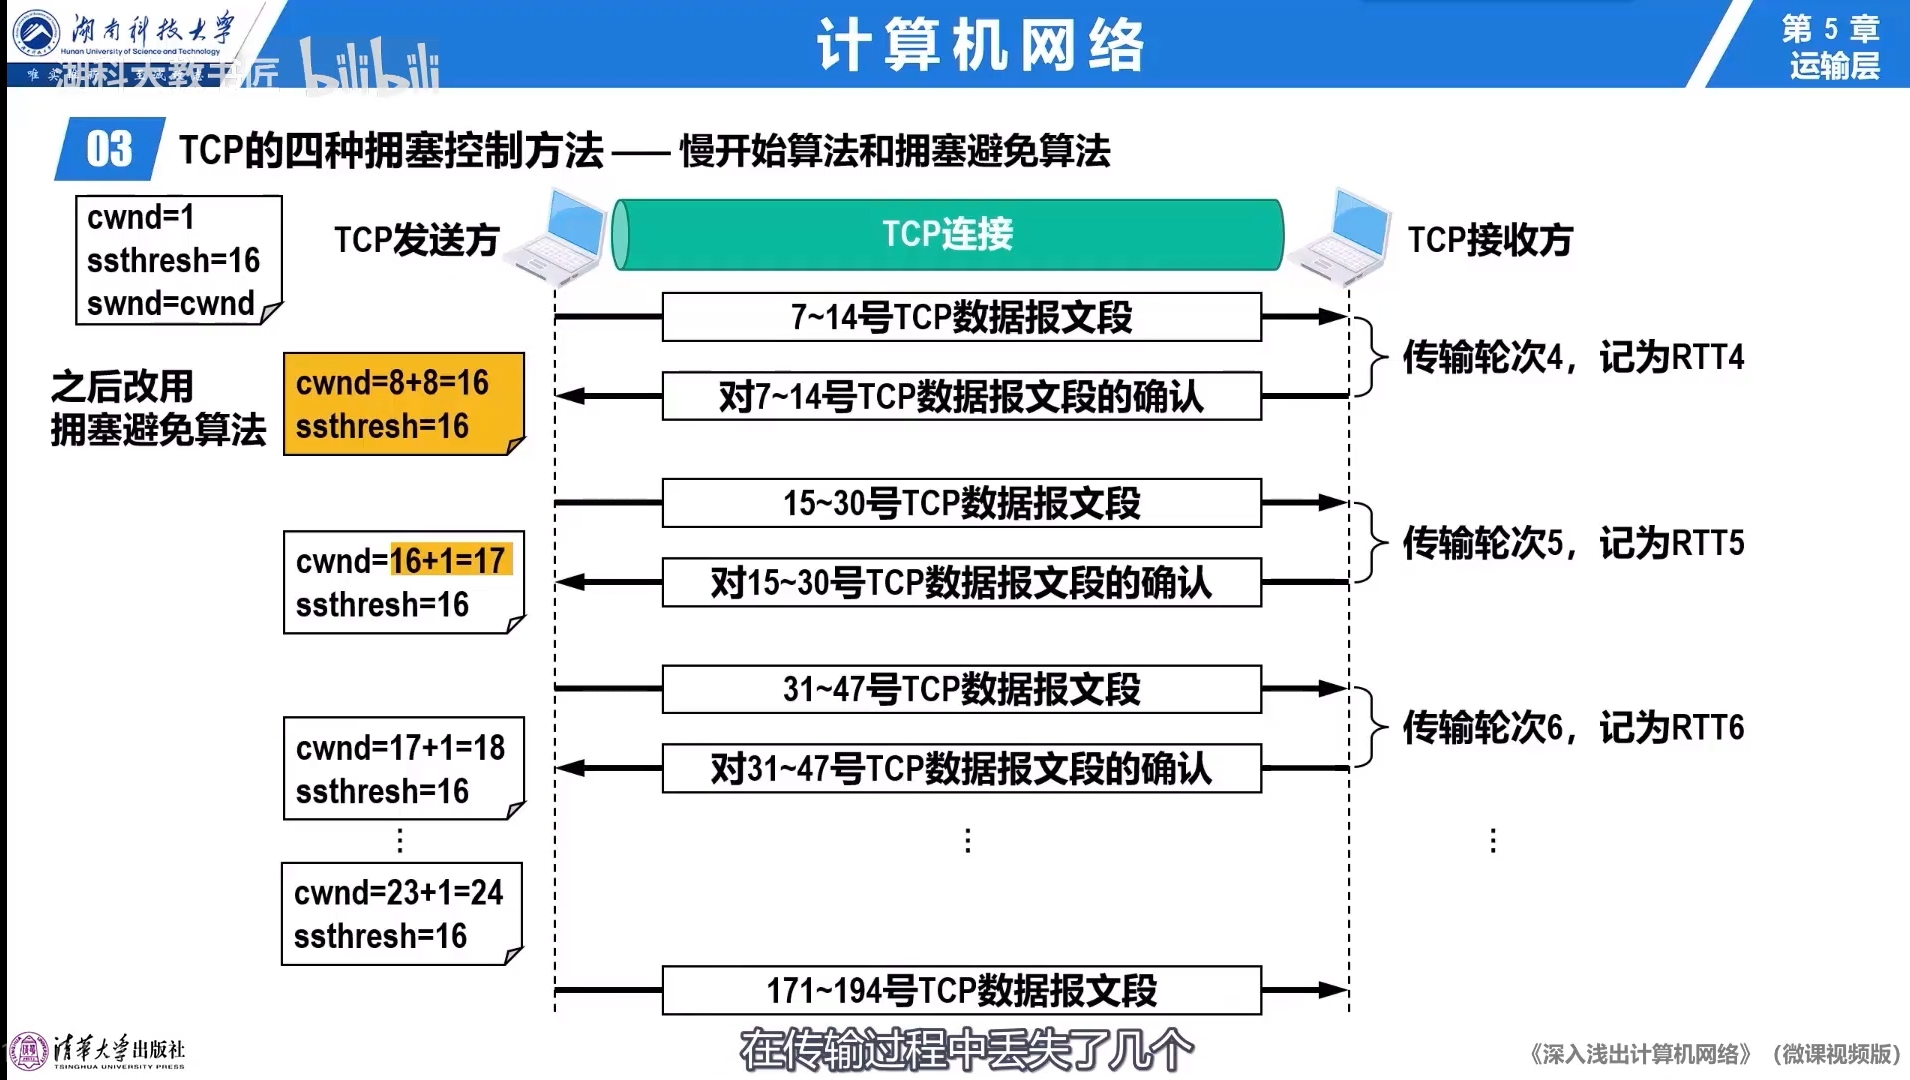 湖南科技大学
Hunan University of Science and Technology
湖科大教书匠 bilibili
计算机网络
第 5 章
运输层
03 TCP的四种拥塞控制方法 —— 慢开始算法和拥塞避免算法
cwnd=1
ssthresh=16
swnd=cwnd
TCP发送方
TCP连接
TCP接收方
7~14号TCP数据报文段
对7~14号TCP数据报文段的确认
传输轮次4，记为RTT4
之后改用
拥塞避免算法
cwnd=8+8=16
ssthresh=16
15~30号TCP数据报文段
对15~30号TCP数据报文段的确认
传输轮次5，记为RTT5
cwnd=16+1=17
ssthresh=16
31~47号TCP数据报文段
对31~47号TCP数据报文段的确认
传输轮次6，记为RTT6
cwnd=17+1=18
ssthresh=16
⋮ ⋮ ⋮
cwnd=23+1=24
ssthresh=16
171~194号TCP数据报文段
在传输过程中丢失了几个
清华大学出版社
TSINGHUA UNIVERSITY PRESS
《深入浅出计算机网络》（微课视频版）